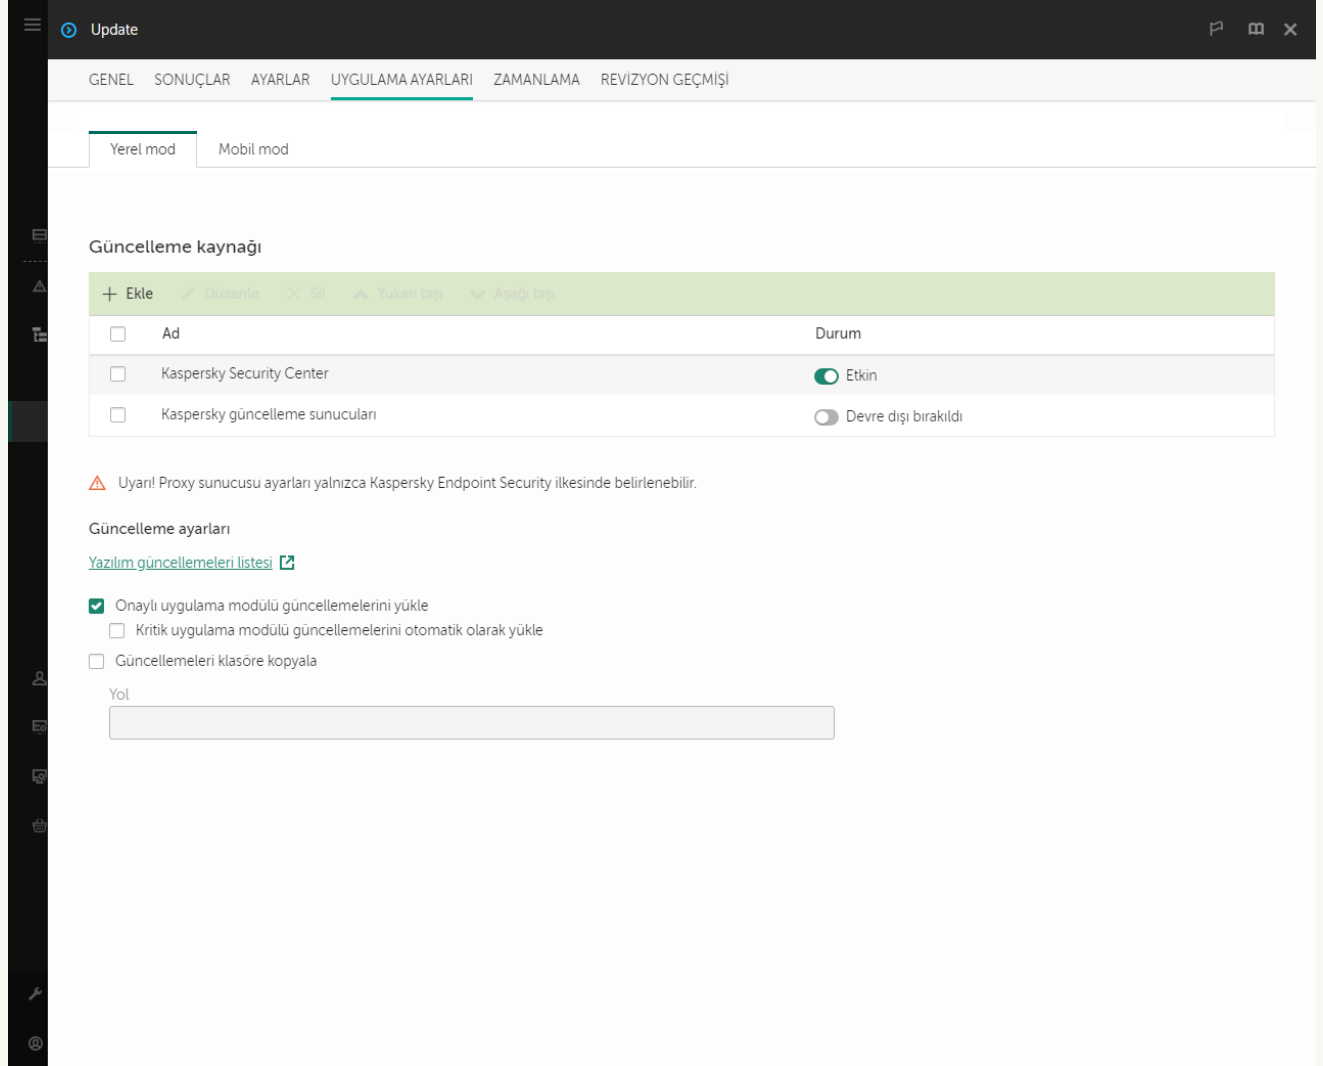 Update
GENEL SONUÇLAR AYARLAR UYGULAMA AYARLARI ZAMANLAMA REVİZYON GEÇMİŞİ
Yerel mod Mobil mod
Güncelleme kaynağı
Ekle Düzenle Sil Yukarı taşı Aşağı taşı
Ad Durum
Kaspersky Security Center Etkin
Kaspersky güncelleme sunucuları Devre dışı bırakıldı
Uyarı! Proxy sunucusu ayarları yalnızca Kaspersky Endpoint Security ilkesinde belirlenebilir.
Güncelleme ayarları
Yazılım güncellemeleri listesi
Onaylı uygulama modülü güncellemelerini yükle
Kritik uygulama modülü güncellemelerini otomatik olarak yükle
Güncellemeleri klasöre kopyala
Yol